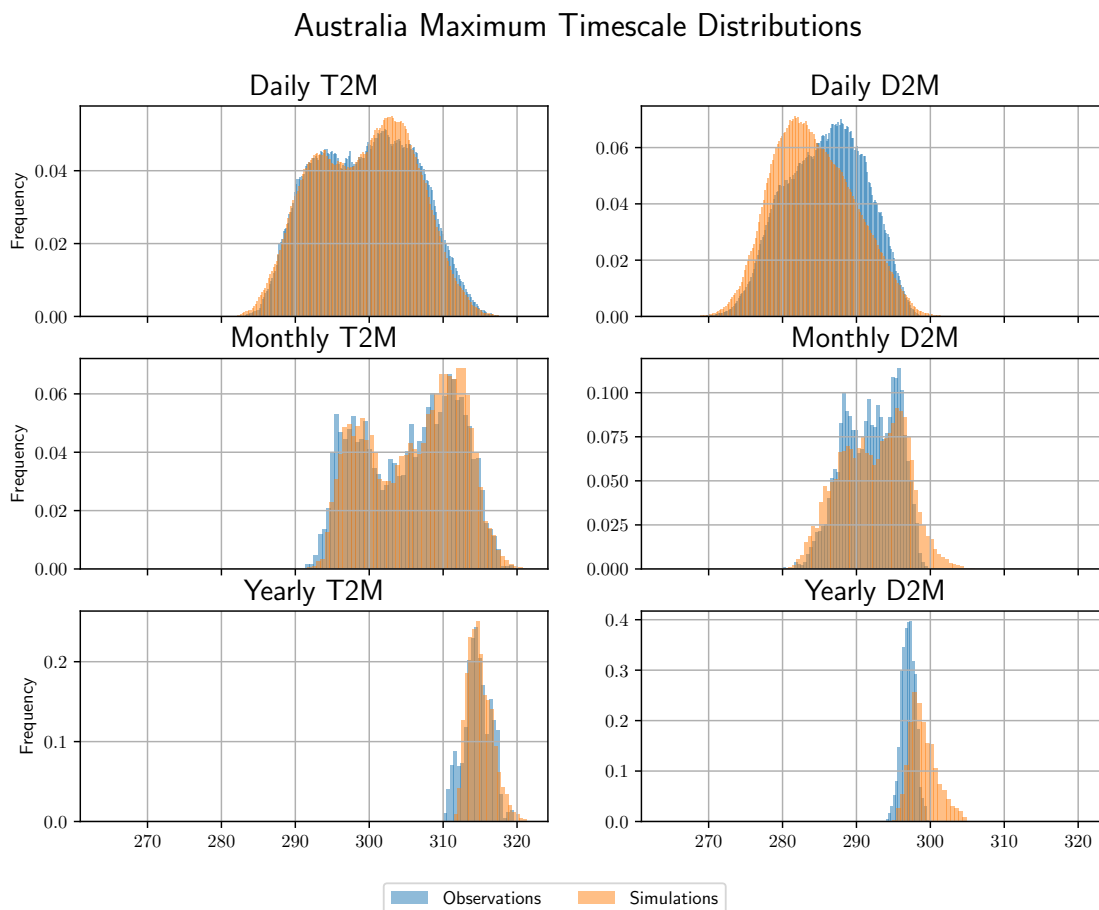 Australia Maximum Timescale Distributions
Daily T2M
Daily D2M
Frequency
0.04
0.02
0.00
0.06
0.04
0.02
0.00
Monthly T2M
Monthly D2M
Frequency
0.06
0.04
0.02
0.00
0.100
0.075
0.050
0.025
0.000
Yearly T2M
Yearly D2M
Frequency
0.2
0.1
0.0
0.4
0.3
0.2
0.1
0.0
270 280 290 300 310 320
270 280 290 300 310 320
Observations Simulations